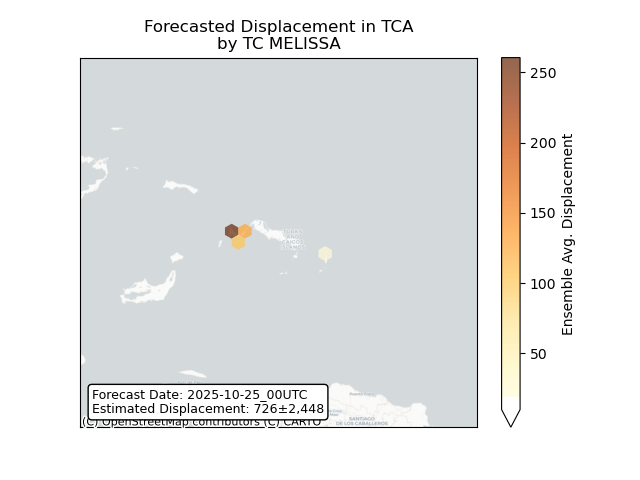 Forecasted Displacement in TCA
by TC MELISSA
250
200
150
100
50
Ensemble Avg. Displacement
SANTIAGO
DE LOS CABALLEROS
Forecast Date: 2025-10-25_00UTC
Estimated Displacement: 726±2,448
(C) OpenStreetMap contributors (C) CARTO